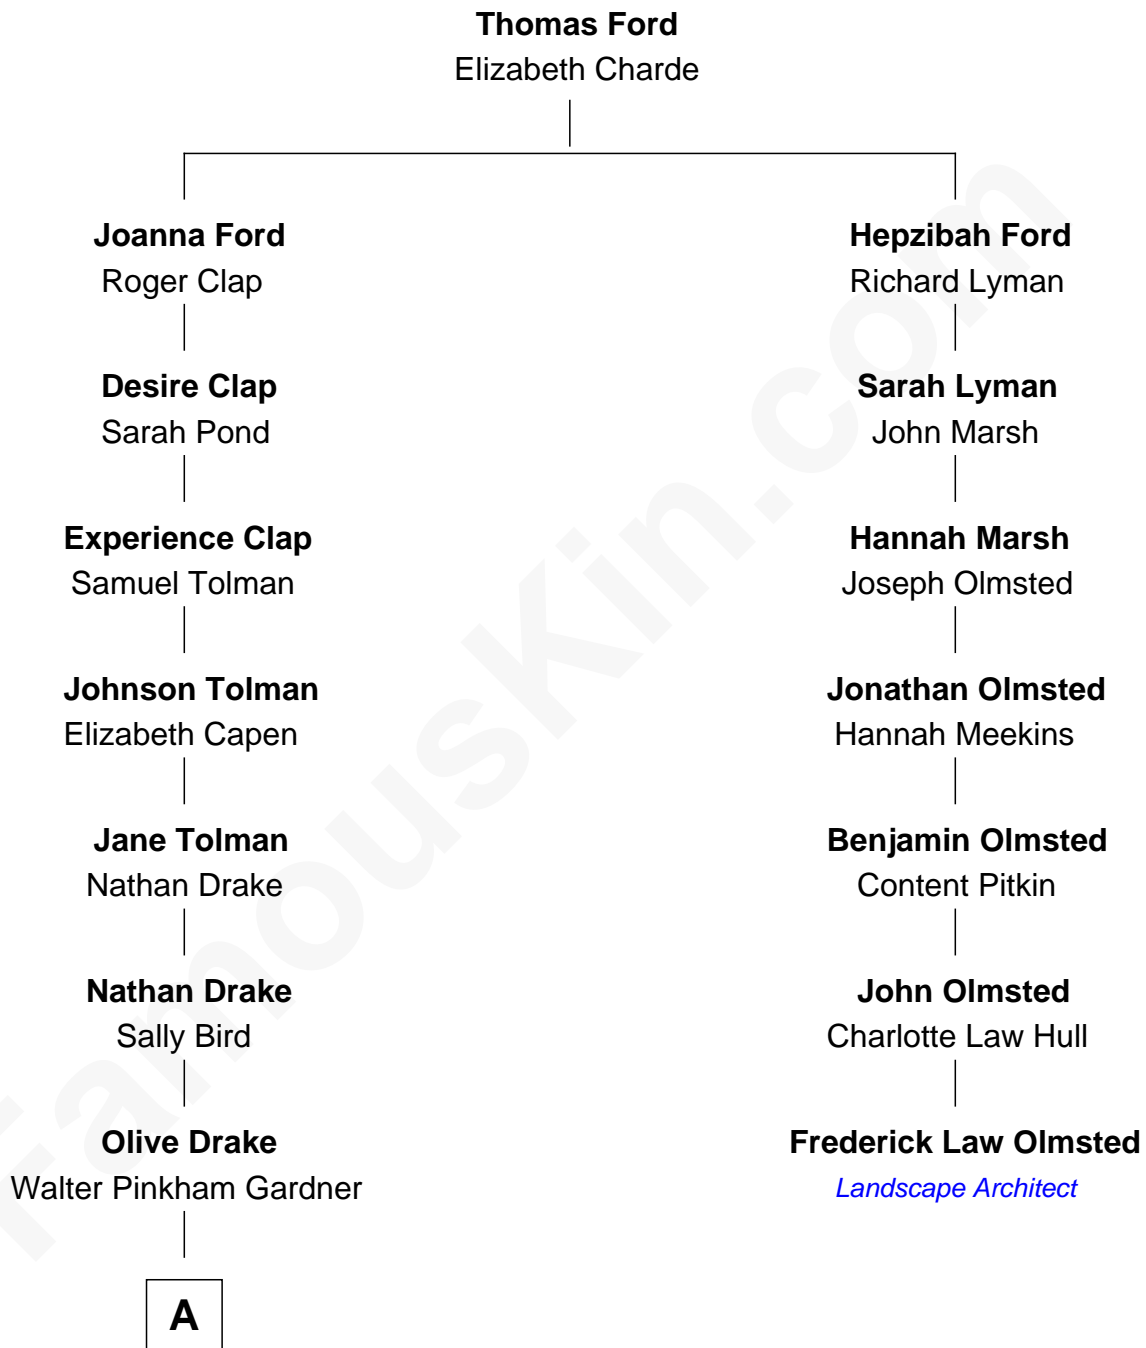 Thomas Ford
Elizabeth Charde
Joanna Ford
Roger Clap
Desire Clap
Sarah Pond
Experience Clap
Samuel Tolman
Johnson Tolman
Elizabeth Capen
Jane Tolman
Nathan Drake
Nathan Drake
Sally Bird
Olive Drake
Walter Pinkham Gardner
A
Hepzibah Ford
Richard Lyman
Sarah Lyman
John Marsh
Hannah Marsh
Joseph Olmsted
Jonathan Olmsted
Hannah Meekins
Benjamin Olmsted
Content Pitkin
John Olmsted
Charlotte Law Hull
Frederick Law Olmsted
Landscape Architect
FamousKin.com